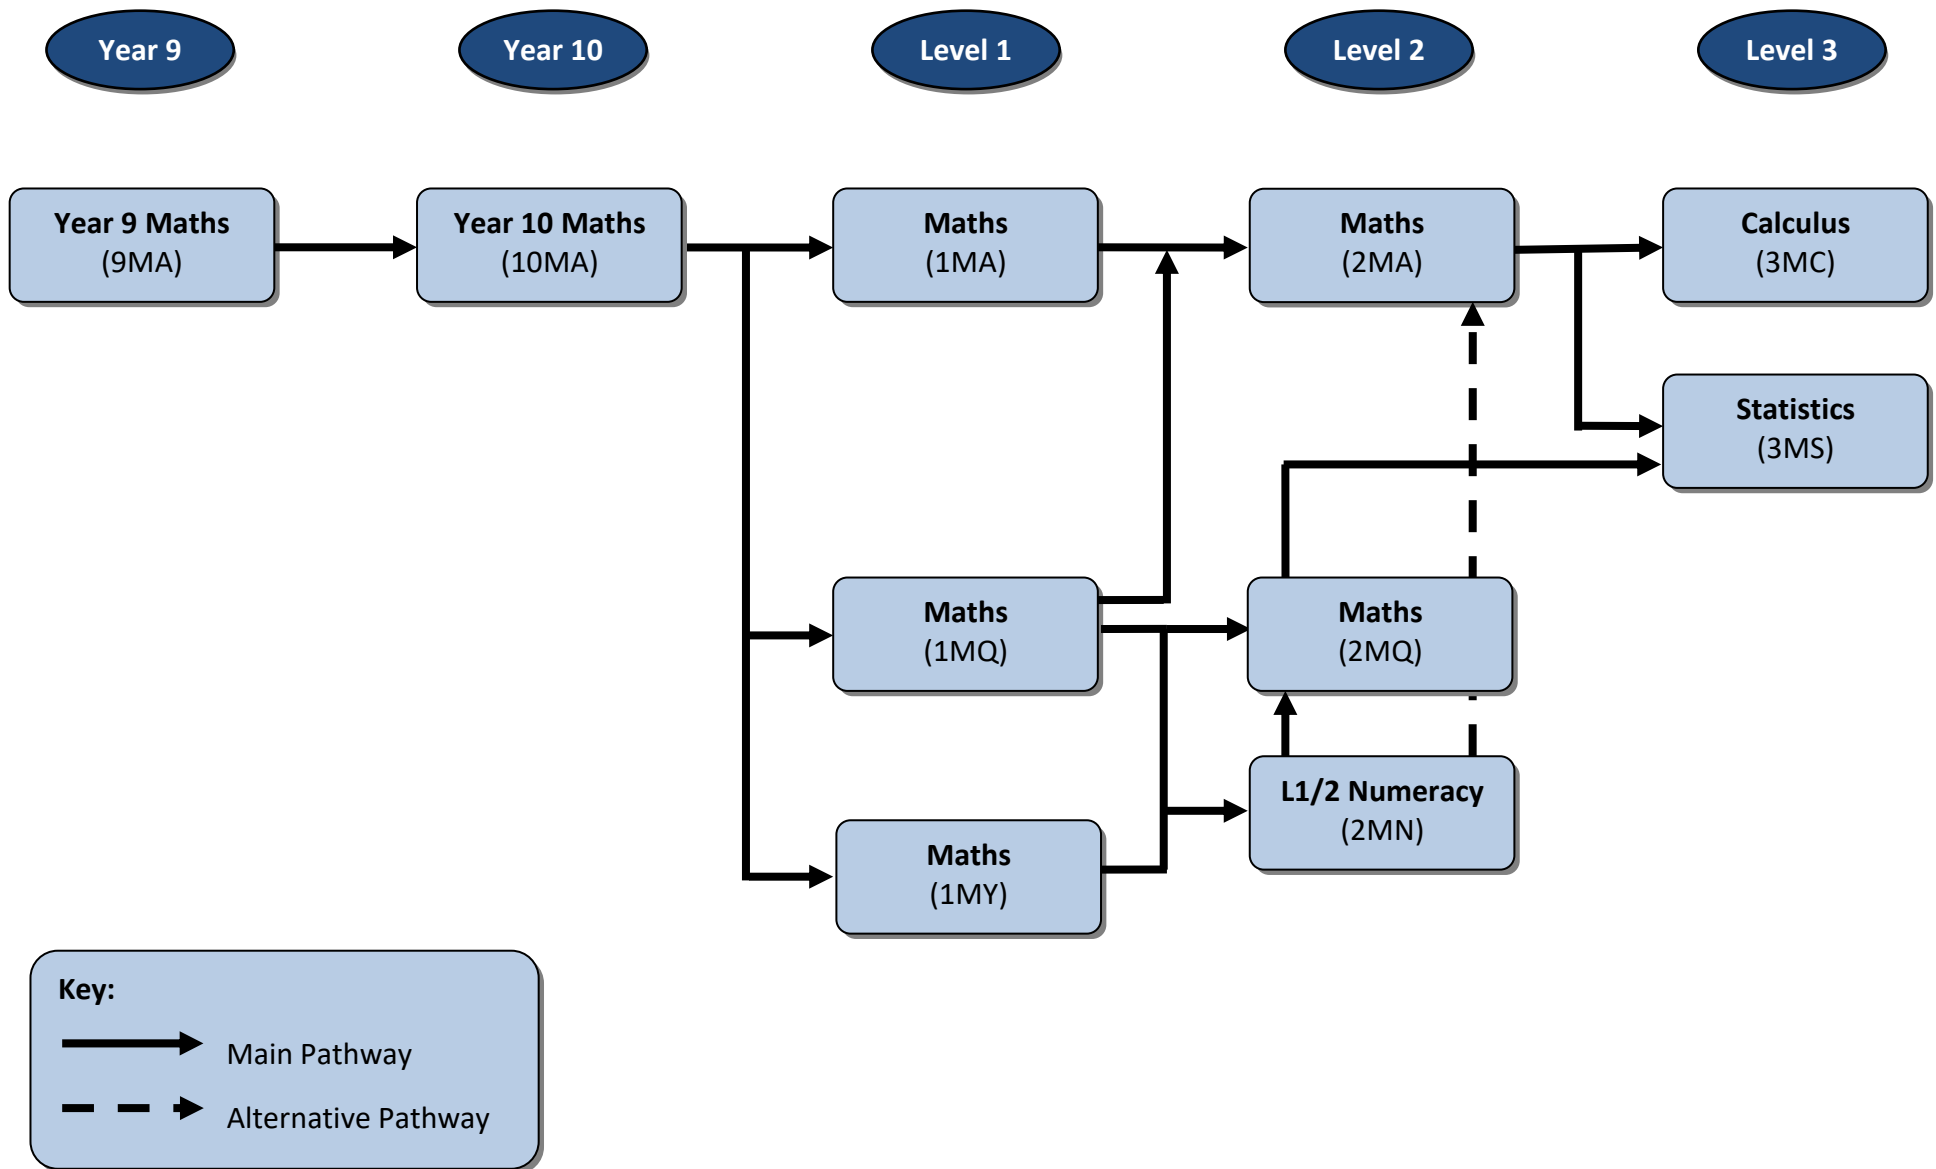 Year 9
Year 10
Level 1
Level 2
Level 3
Year 9 Maths
(9MA)
Year 10 Maths
(10MA)
Maths
(1MA)
Maths
(2MA)
Calculus
(3MC)
Statistics
(3MS)
Maths
(1MQ)
Maths
(2MQ)
L1/2 Numeracy
(2MN)
Maths
(1MY)
Key:
Main Pathway
Alternative Pathway